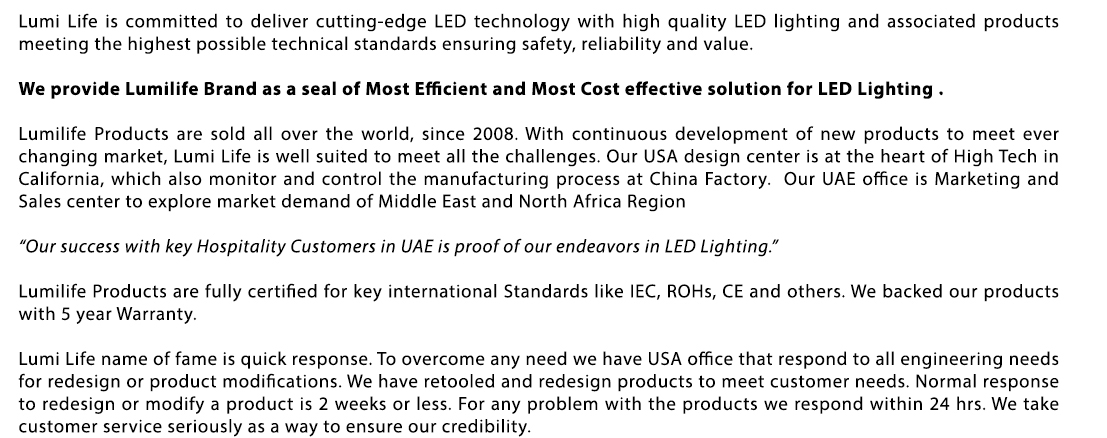 Lumi Life is committed to deliver cutting-edge LED technology with high quality LED lighting and associated products
meeting the highest possible technical standards ensuring safety, reliability and value.
We provide Lumilife Brand as a seal of Most Efficient and Most Cost effective solution for LED Lighting .
Lumilife Products are sold all over the world, since 2008. With continuous development of new products to meet ever
changing market, Lumi Life is well suited to meet all the challenges. Our USA design center is at the heart of High Tech in
California, which also monitor and control the manufacturing process at China Factory.  Our UAE office is Marketing and
Sales center to explore market demand of Middle East and North Africa Region
“Our success with key Hospitality Customers in UAE is proof of our endeavors in LED Lighting.”
Lumilife Products are fully certified for key international Standards like IEC, ROHs, CE and others. We backed our products
with 5 year Warranty.
Lumi Life name of fame is quick response. To overcome any need we have USA office that respond to all engineering needs
for redesign or product modifications. We have retooled and redesign products to meet customer needs. Normal response
to redesign or modify a product is 2 weeks or less. For any problem with the products we respond within 24 hrs. We take
customer service seriously as a way to ensure our credibility.